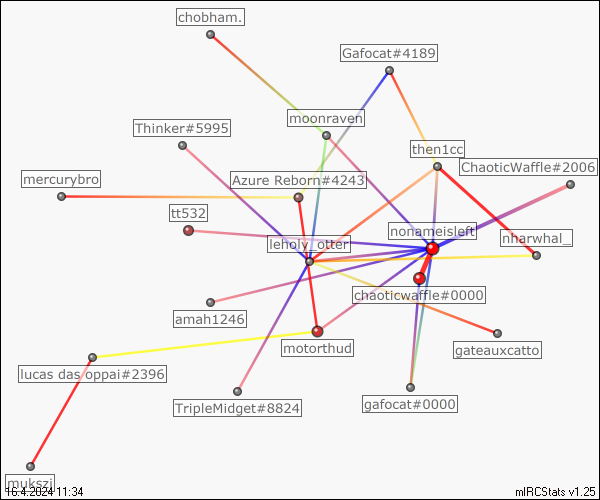 chobham.
Gafocat#4189
moonraven
Thinker#5995
then1cc
ChaoticWaffle#2006
mercurybro
Azure Reborn#4243
tt532
nonameisleft
nharwhal_
leholy_otter
chaoticwaffle#0000
amah1246
motorthud
gateauxcatto
lucas das oppai#2396
TripleMidget#8824
gafocat#0000
mukszi
16.4.2024 11:34
mIRCStats v1.25